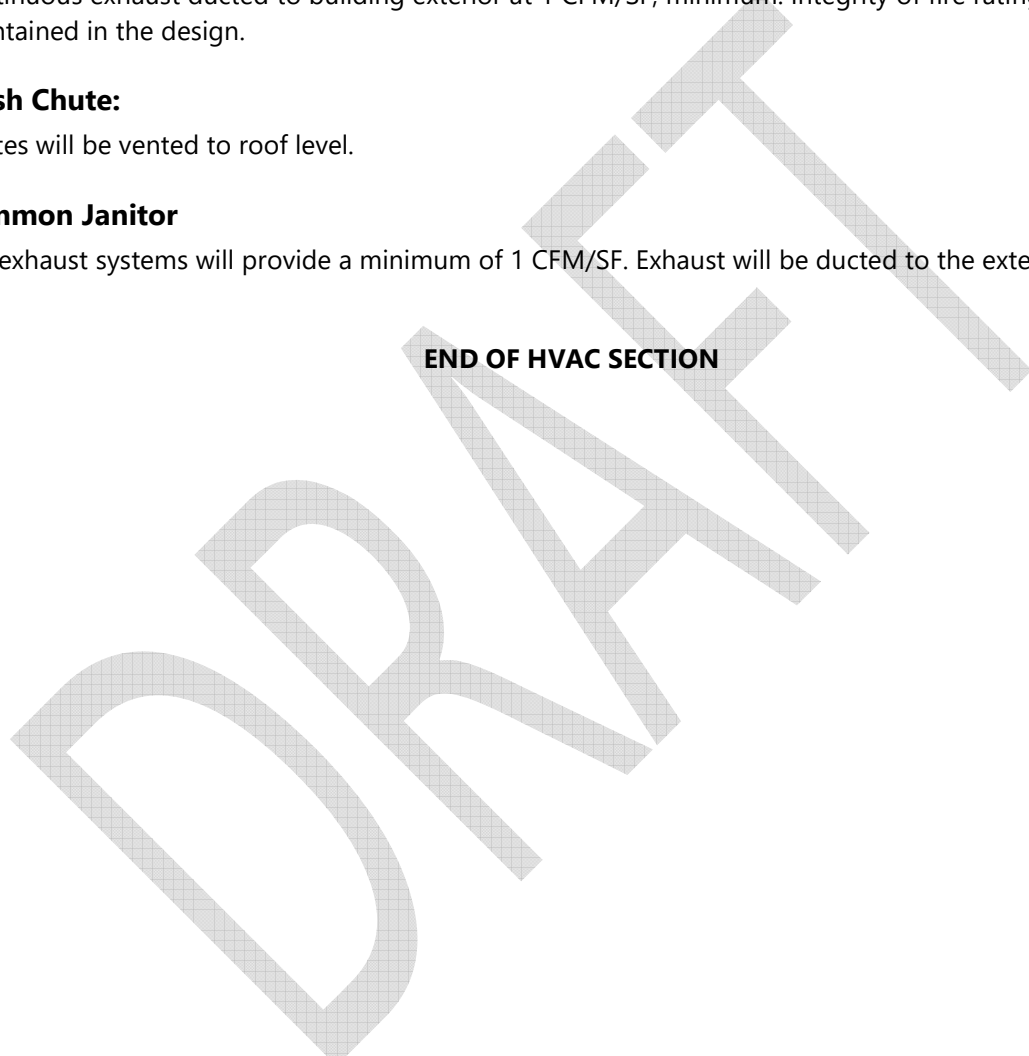 tinuous exhaust ducted to building exterior at 1 CFM/SF, minimum. Integrity of fire rating
ntained in the design.
sh Chute:
tes will be vented to roof level.
nmon Janitor
exhaust systems will provide a minimum of 1 CFM/SF. Exhaust will be ducted to the exte
END OF HVAC SECTION
DRAFT